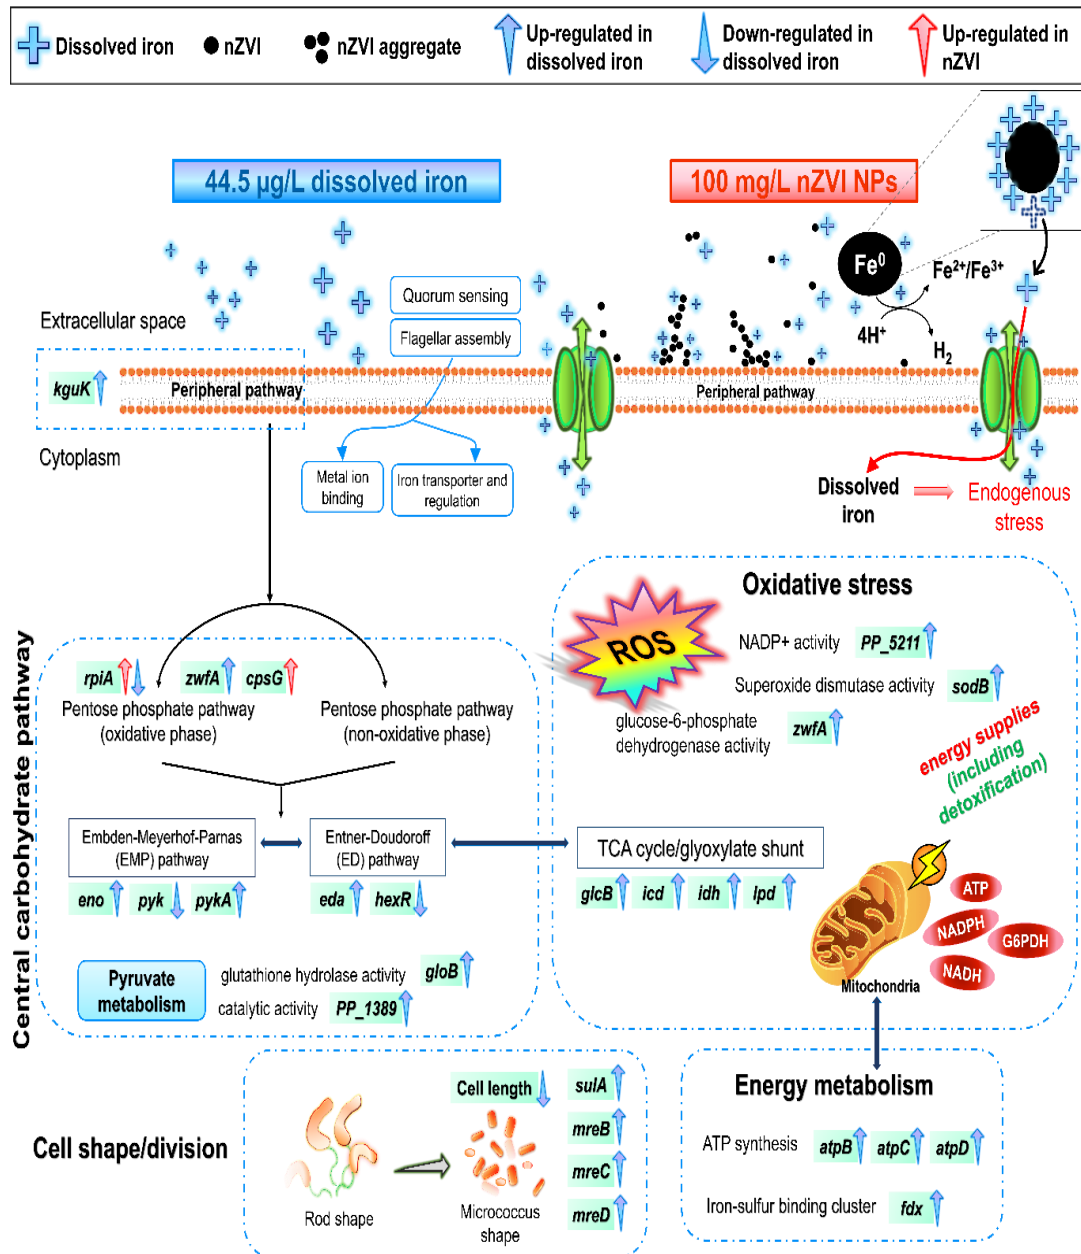 Dissolved iron
nZVI
nZVI aggregate
Up-regulated in
dissolved iron
Down-regulated in
dissolved iron
Up-regulated in
nZVI
44.5 µg/L dissolved iron
100 mg/L nZVI NPs
Fe⁰
Fe²⁺/Fe³⁺
4H⁺
H₂
Quorum sensing
Flagellar assembly
Extracellular space
kguK
Peripheral pathway
Peripheral pathway
Cytoplasm
Metal ion
binding
Iron transporter and
regulation
Dissolved
iron
Endogenous
stress
Central carbohydrate pathway
rpiA
zwfA
cpsG
Pentose phosphate pathway
(oxidative phase)
Pentose phosphate pathway
(non-oxidative phase)
Embden-Meyerhof-Parnas
(EMP) pathway
Entner-Doudoroff
(ED) pathway
eno
pyk
pykA
eda
hexR
Pyruvate
metabolism
glutathione hydrolase activity
gloB
catalytic activity
PP_1389
Oxidative stress
ROS
NADP+ activity
PP_5211
Superoxide dismutase activity
sodB
glucose-6-phosphate
dehydrogenase activity
zwfA
energy supplies
(including
detoxification)
TCA cycle/glyoxylate shunt
glcB
icd
idh
lpd
ATP
NADPH
G6PDH
NADH
Mitochondria
Cell shape/division
Cell length
sulA
mreB
mreC
mreD
Rod shape
Micrococcus
shape
Energy metabolism
ATP synthesis
atpB
atpC
atpD
Iron-sulfur binding cluster
fdx